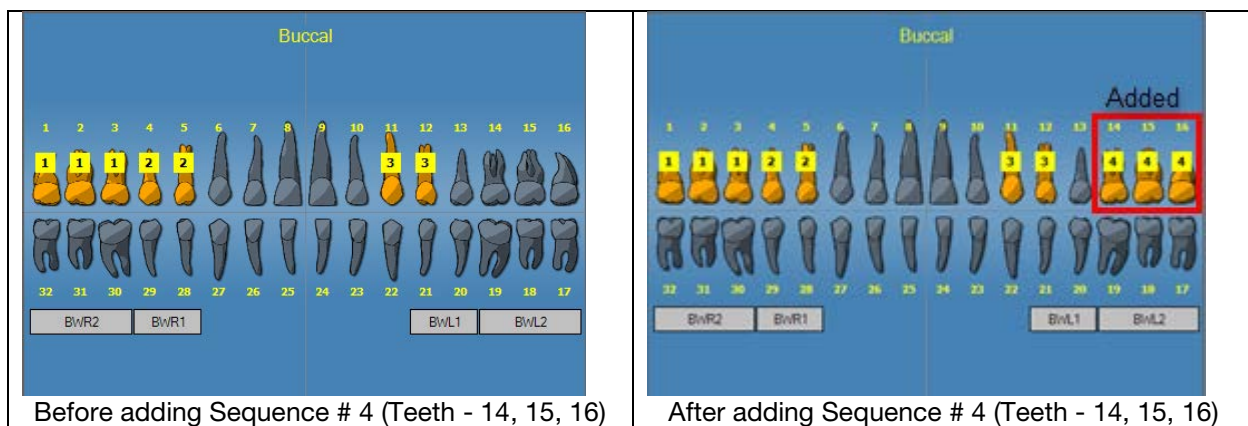 Buccal
1 2 3 4 5 6 7 8 9 10 11 12 13 14 15 16
1 1 1 2 2 3 3
32 31 30 29 28 27 26 25 24 23 22 21 20 19 18 17
BWR2 BWR1 BWL1 BWL2
Before adding Sequence # 4 (Teeth - 14, 15, 16)
Buccal
Added
1 2 3 4 5 6 7 8 9 10 11 12 13 14 15 16
1 1 1 2 2 3 3 4 4 4
32 31 30 29 28 27 26 25 24 23 22 21 20 19 18 17
BWR2 BWR1 BWL1 BWL2
After adding Sequence # 4 (Teeth - 14, 15, 16)